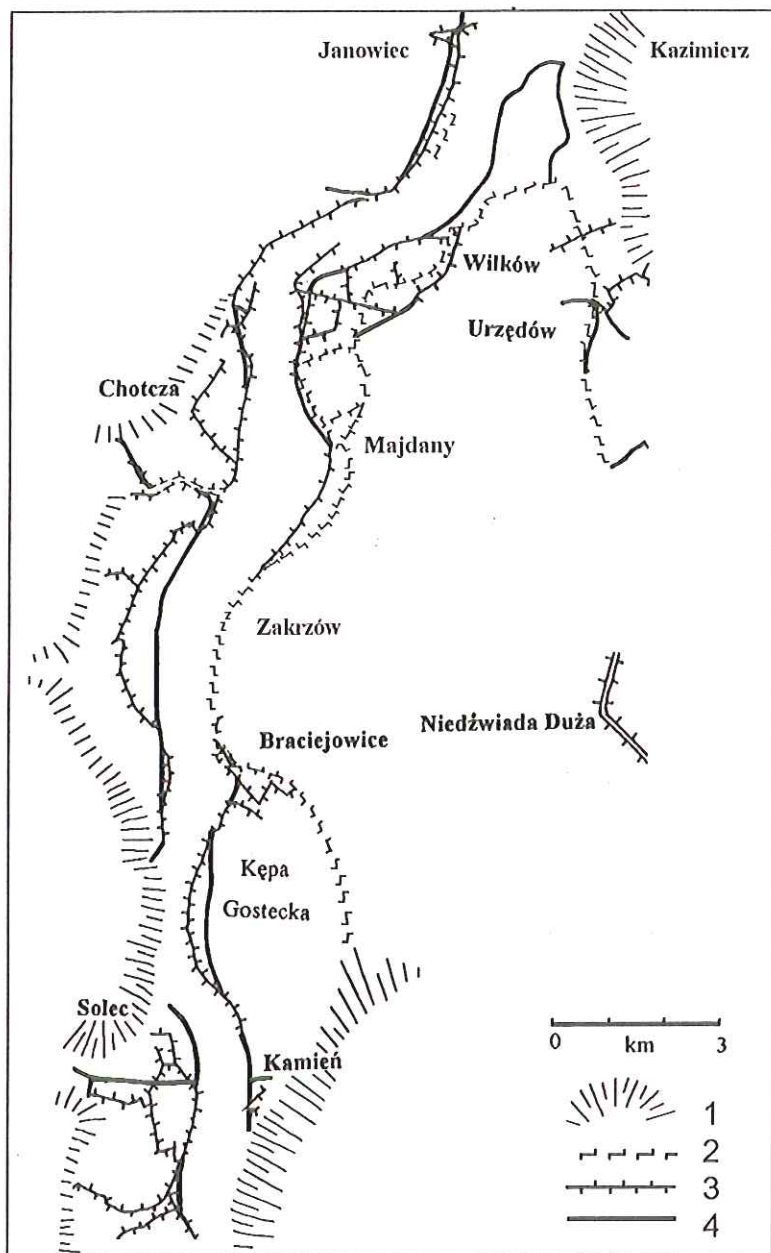 Janowiec
Kazimierz
Wilków
Urzędów
Chotcza
Majdany
Zakrzów
Niedźwiada Duża
Braciejowice
Kępa
Gostecka
Solec
Kamień
0 km 3
1
2
3
4